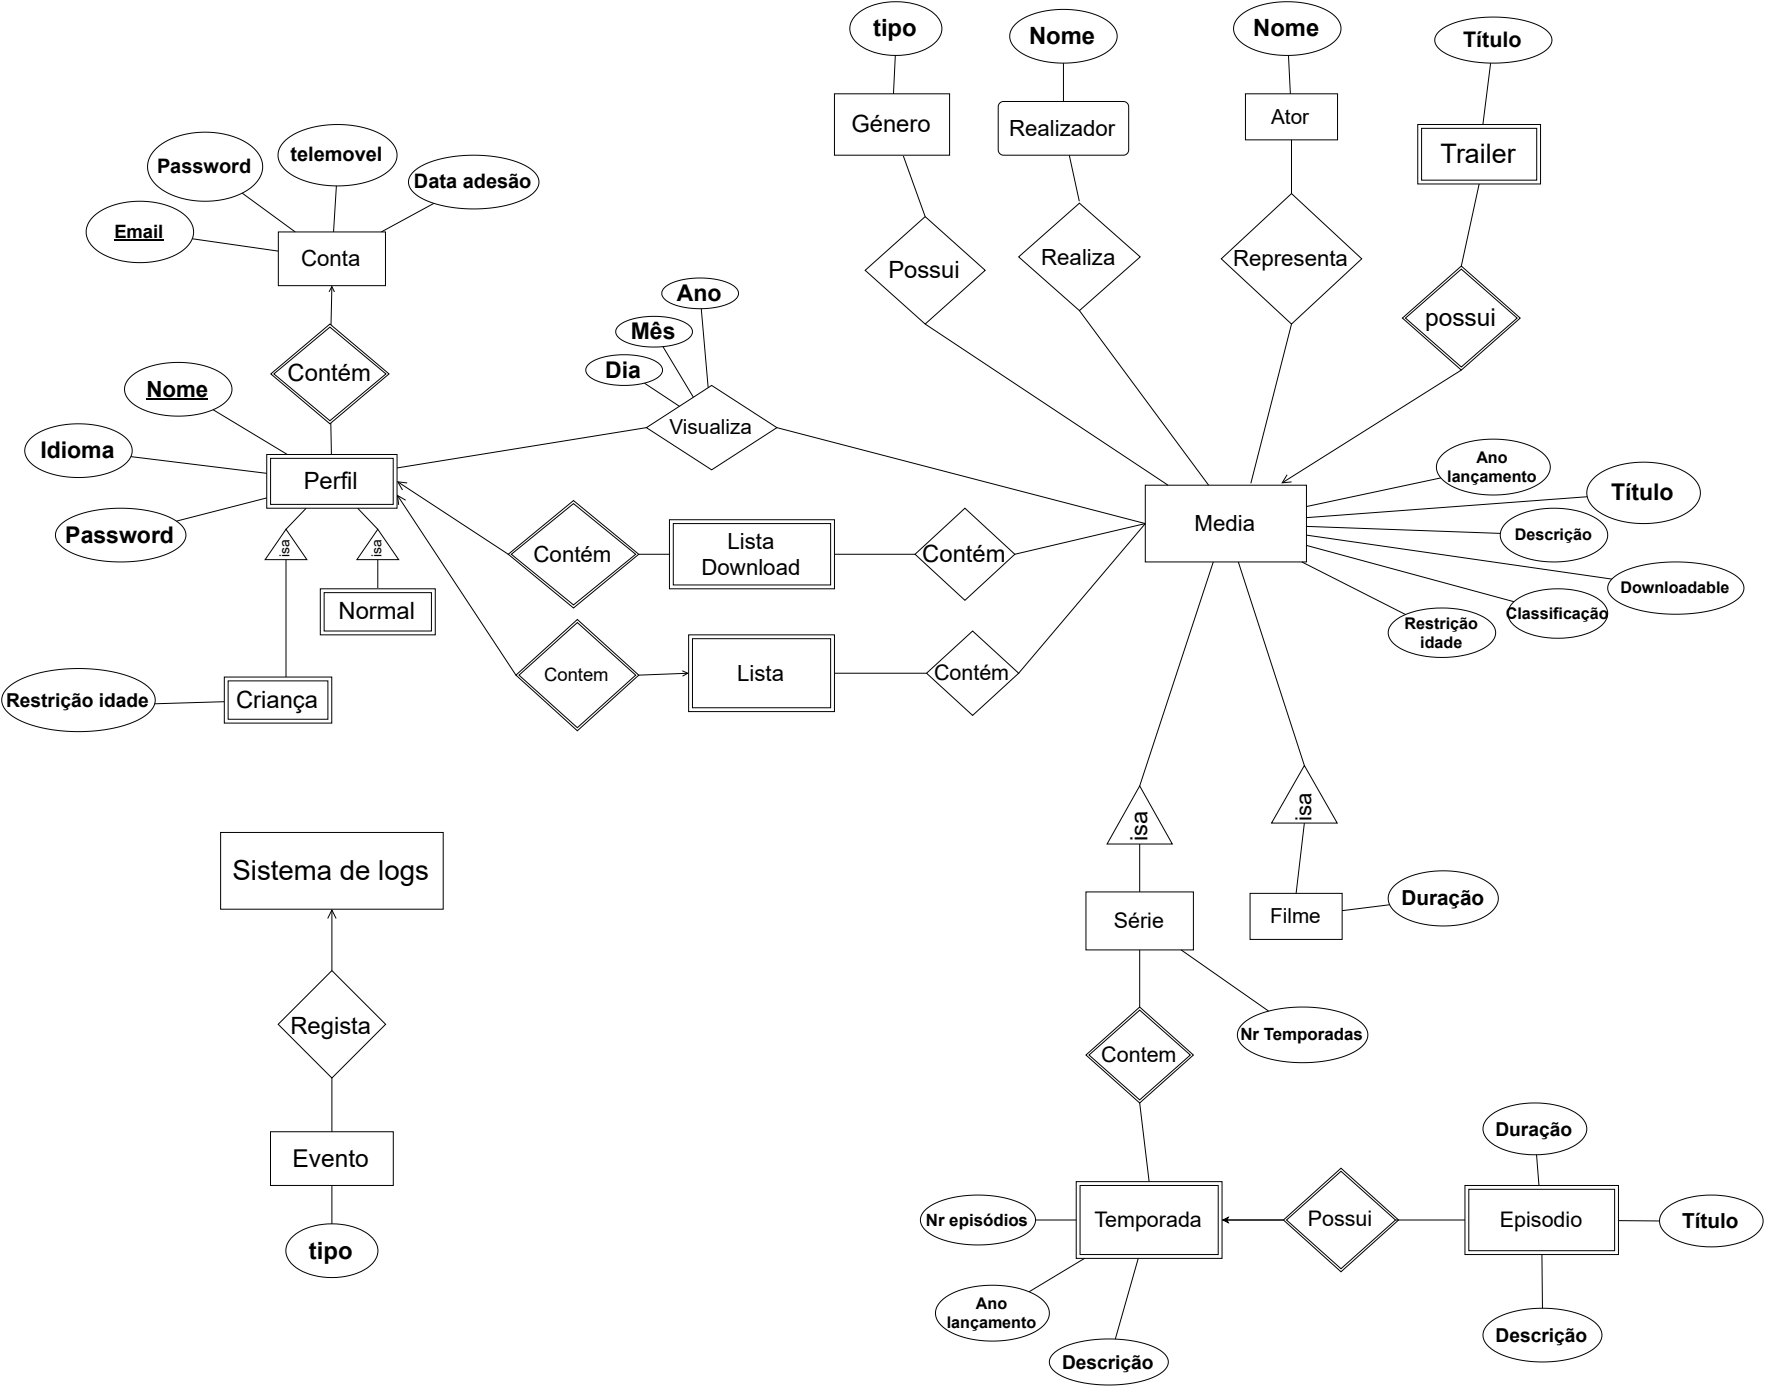 tipo
Nome
Nome
Título
Género
Realizador
Ator
Trailer
Password
telemovel
Data adesão
Email
Conta
Possui
Realiza
Representa
possui
Ano
Mês
Dia
Contém
Nome
Idioma
Password
Perfil
Visualiza
isa
isa
Normal
Restrição idade
Criança
Contém
Lista
Download
Contém
Contem
Lista
Contém
Media
Ano
lançamento
Título
Descrição
Downloadable
Classificação
Restrição
idade
isa
isa
Série
Filme
Duração
Nr Temporadas
Contem
Sistema de logs
Regista
Evento
tipo
Nr episódios
Temporada
Ano
lançamento
Descrição
Possui
Episodio
Duração
Título
Descrição